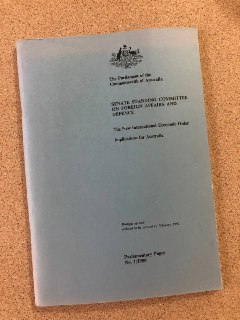 The Parliament of the
Commonwealth of Australia
SENATE STANDING COMMITTEE
ON FOREIGN AFFAIRS AND
DEFENCE
The New International Economic Order
Implications for Australia
Parliamentary Paper
No. 1/1980